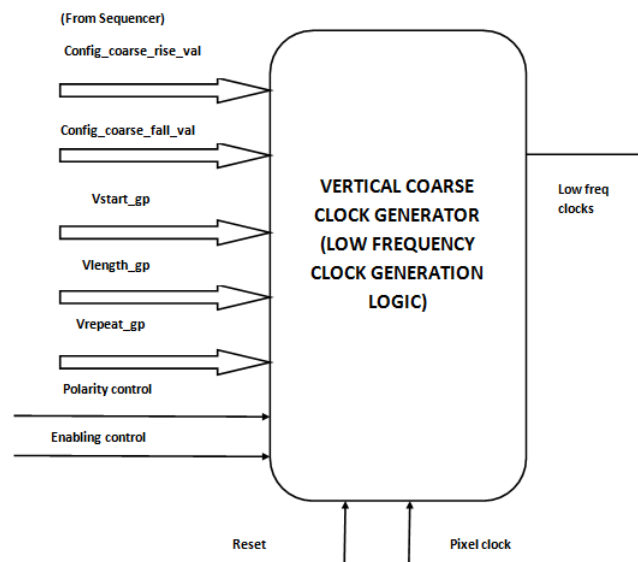 (From Sequencer)
Config_coarse_rise_val
Config_coarse_fall_val
Vstart_gp
Vlength_gp
Vrepeat_gp
Polarity control
Enabling control
VERTICAL COARSE
CLOCK GENERATOR
(LOW FREQUENCY
CLOCK GENERATION
LOGIC)
Low freq
clocks
Reset
Pixel clock